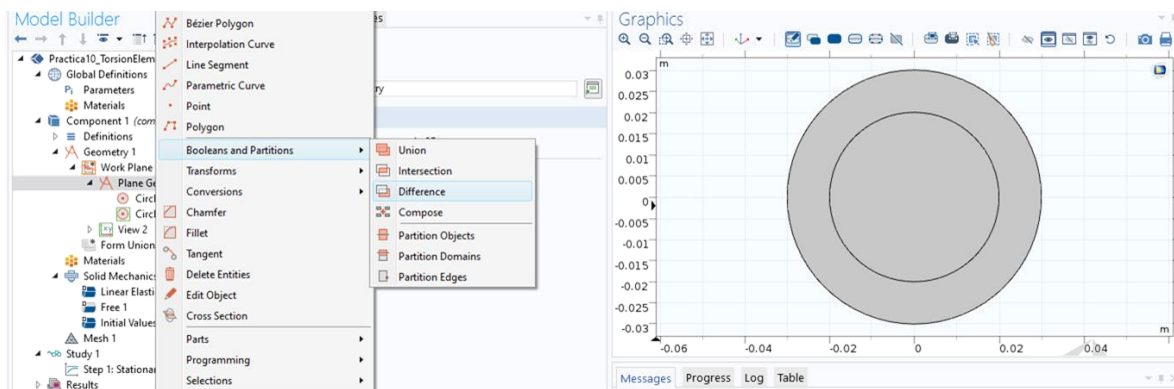 Model Builder
Practica10_TorsionElem
Global Definitions
Pi Parameters
Materials
Component 1 (com
Definitions
Geometry 1
Work Plane
Plane Ge
Circl
Circl
View 2
Form Union
Materials
Solid Mechanics
Linear Elasti
Free 1
Initial Values
Mesh 1
Study 1
Step 1: Stationa
Results
Bézier Polygon
Interpolation Curve
Line Segment
Parametric Curve
Point
Polygon
Booleans and Partitions
Transforms
Conversions
Chamfer
Fillet
Tangent
Delete Entities
Edit Object
Cross Section
Parts
Programming
Selections
Union
Intersection
Difference
Compose
Partition Objects
Partition Domains
Partition Edges
Graphics
m
0.03
0.025
0.02
0.015
0.01
0.005
0
-0.005
-0.01
-0.015
-0.02
-0.025
-0.03
-0.06 -0.04 -0.02 0 0.02 0.04
m
Messages Progress Log Table